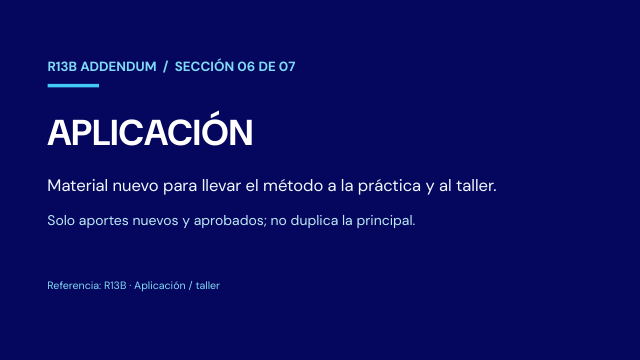 R13B ADDENDUM / SECCIÓN 06 DE 07
APLICACIÓN
Material nuevo para llevar el método a la práctica y al taller.
Solo aportes nuevos y aprobados; no duplica la principal.
Referencia: R13B · Aplicación / taller